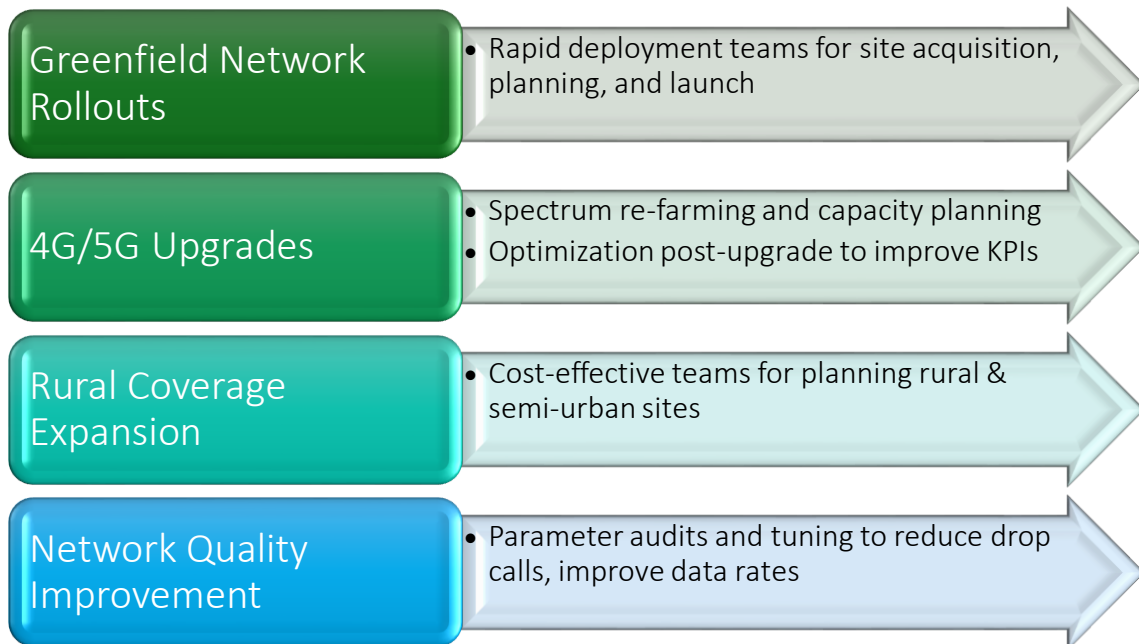 Greenfield Network
Rollouts
• Rapid deployment teams for site acquisition,
planning, and launch
4G/5G Upgrades
• Spectrum re-farming and capacity planning
• Optimization post-upgrade to improve KPIs
Rural Coverage
Expansion
• Cost-effective teams for planning rural &
semi-urban sites
Network Quality
Improvement
• Parameter audits and tuning to reduce drop
calls, improve data rates